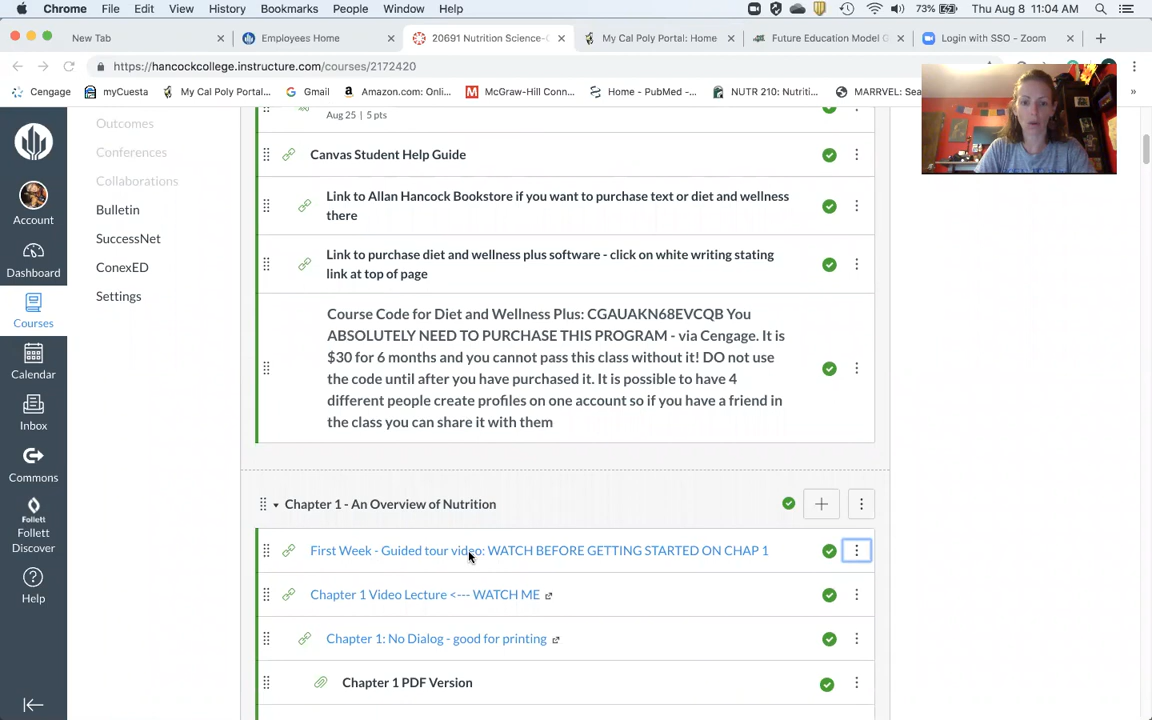 Chrome File Edit View History Bookmarks People Window Help 73% Thu Aug 8 11:04 AM
New Tab Employees Home 20691 Nutrition Science- My Cal Poly Portal: Home Future Education Model Login with SSO - Zoom
https://hancockcollege.instructure.com/courses/2172420
Cengage myCuesta My Cal Poly Portal... Gmail Amazon.com: Onli... McGraw-Hill Conn... Home - PubMed -... NUTR 210: Nutriti... MARRVEL: Sea »
Outcomes
Aug 25 | 5 pts
Conferences
Canvas Student Help Guide
Collaborations
Bulletin
Link to Allan Hancock Bookstore if you want to purchase text or diet and wellness
there
Account
SuccessNet
Link to purchase diet and wellness plus software - click on white writing stating
link at top of page
ConexED
Dashboard
Settings
Courses
Course Code for Diet and Wellness Plus: CGAUAKN68EVCQB You
ABSOLUTELY NEED TO PURCHASE THIS PROGRAM - via Cengage. It is
$30 for 6 months and you cannot pass this class without it! DO not use
the code until after you have purchased it. It is possible to have 4
different people create profiles on one account so if you have a friend in
the class you can share it with them
Calendar
Inbox
Commons
Follett
Follett
Discover
Help
Chapter 1 - An Overview of Nutrition
First Week - Guided tour video: WATCH BEFORE GETTING STARTED ON CHAP 1
Chapter 1 Video Lecture <--- WATCH ME
Chapter 1: No Dialog - good for printing
Chapter 1 PDF Version